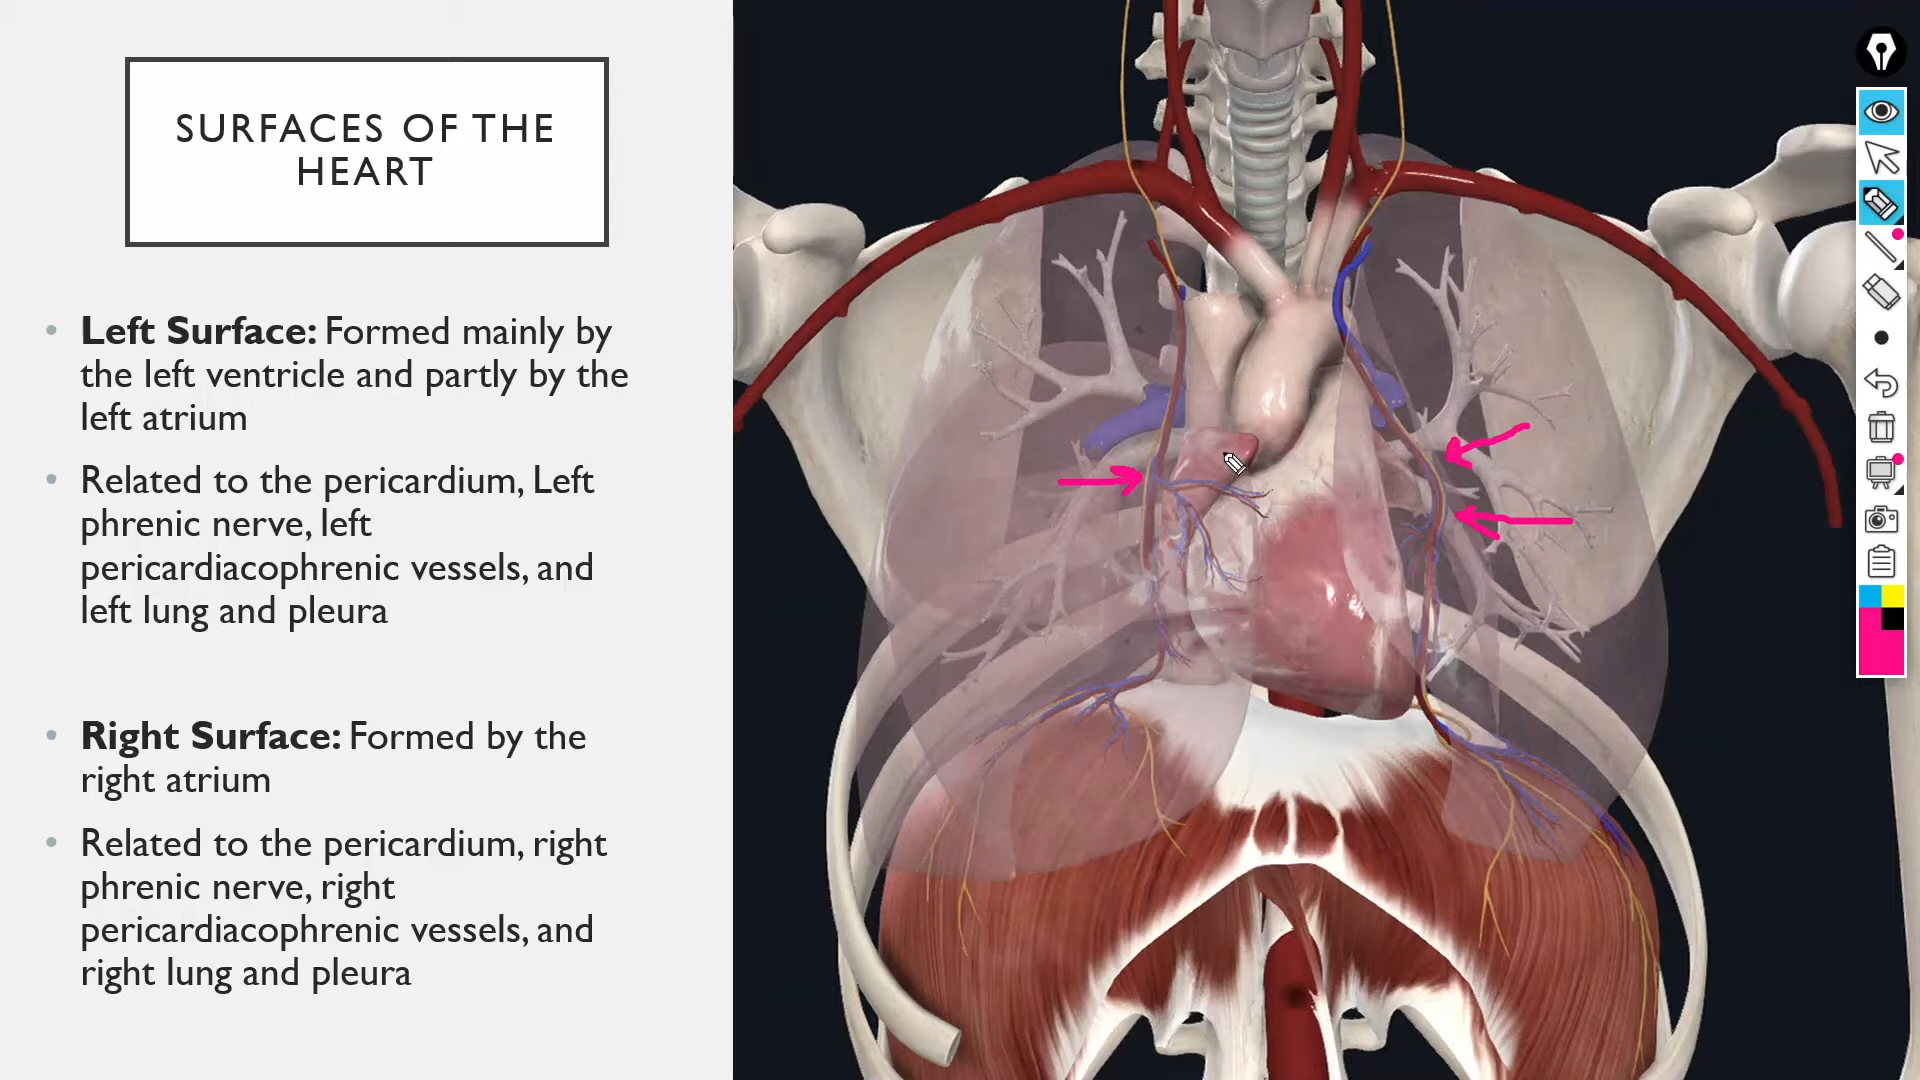 SURFACES OF THE
HEART
• Left Surface: Formed mainly by
the left ventricle and partly by the
left atrium
• Related to the pericardium, Left
phrenic nerve, left
pericardiacophrenic vessels, and
left lung and pleura
• Right Surface: Formed by the
right atrium
• Related to the pericardium, right
phrenic nerve, right
pericardiacophrenic vessels, and
right lung and pleura